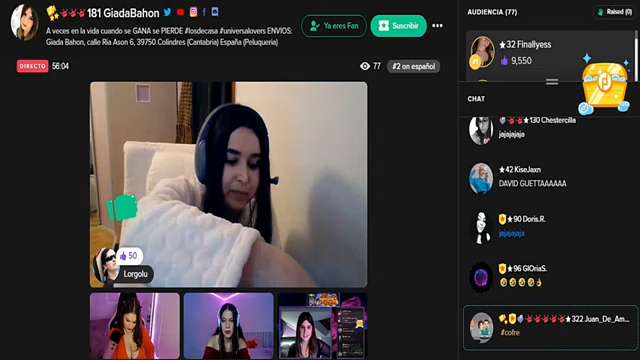 181 GiadaBahon
A veces en la vida cuando se GANA se PIERDE #losdecasa #universalovers ENVIOS:
Giada Bahon, calle Ria Ason 6, 39750 Colindres (Cantabria) España (Peluqueria)
Ya eres Fan
Suscribir
DIRECTO
56:04
77
#2 on español
50
Lorgolu
AUDIENCIA (77)
Raised (0)
32 Finallyess
9,550
CHAT
130 Chestercilla
jajajajaja
42 KiseJaxn
DAVID GUETTAAAAAA
90 Doris.R.
jajajajaja
96 GlOriaS.
322 Juan_De_Am...
#cofre